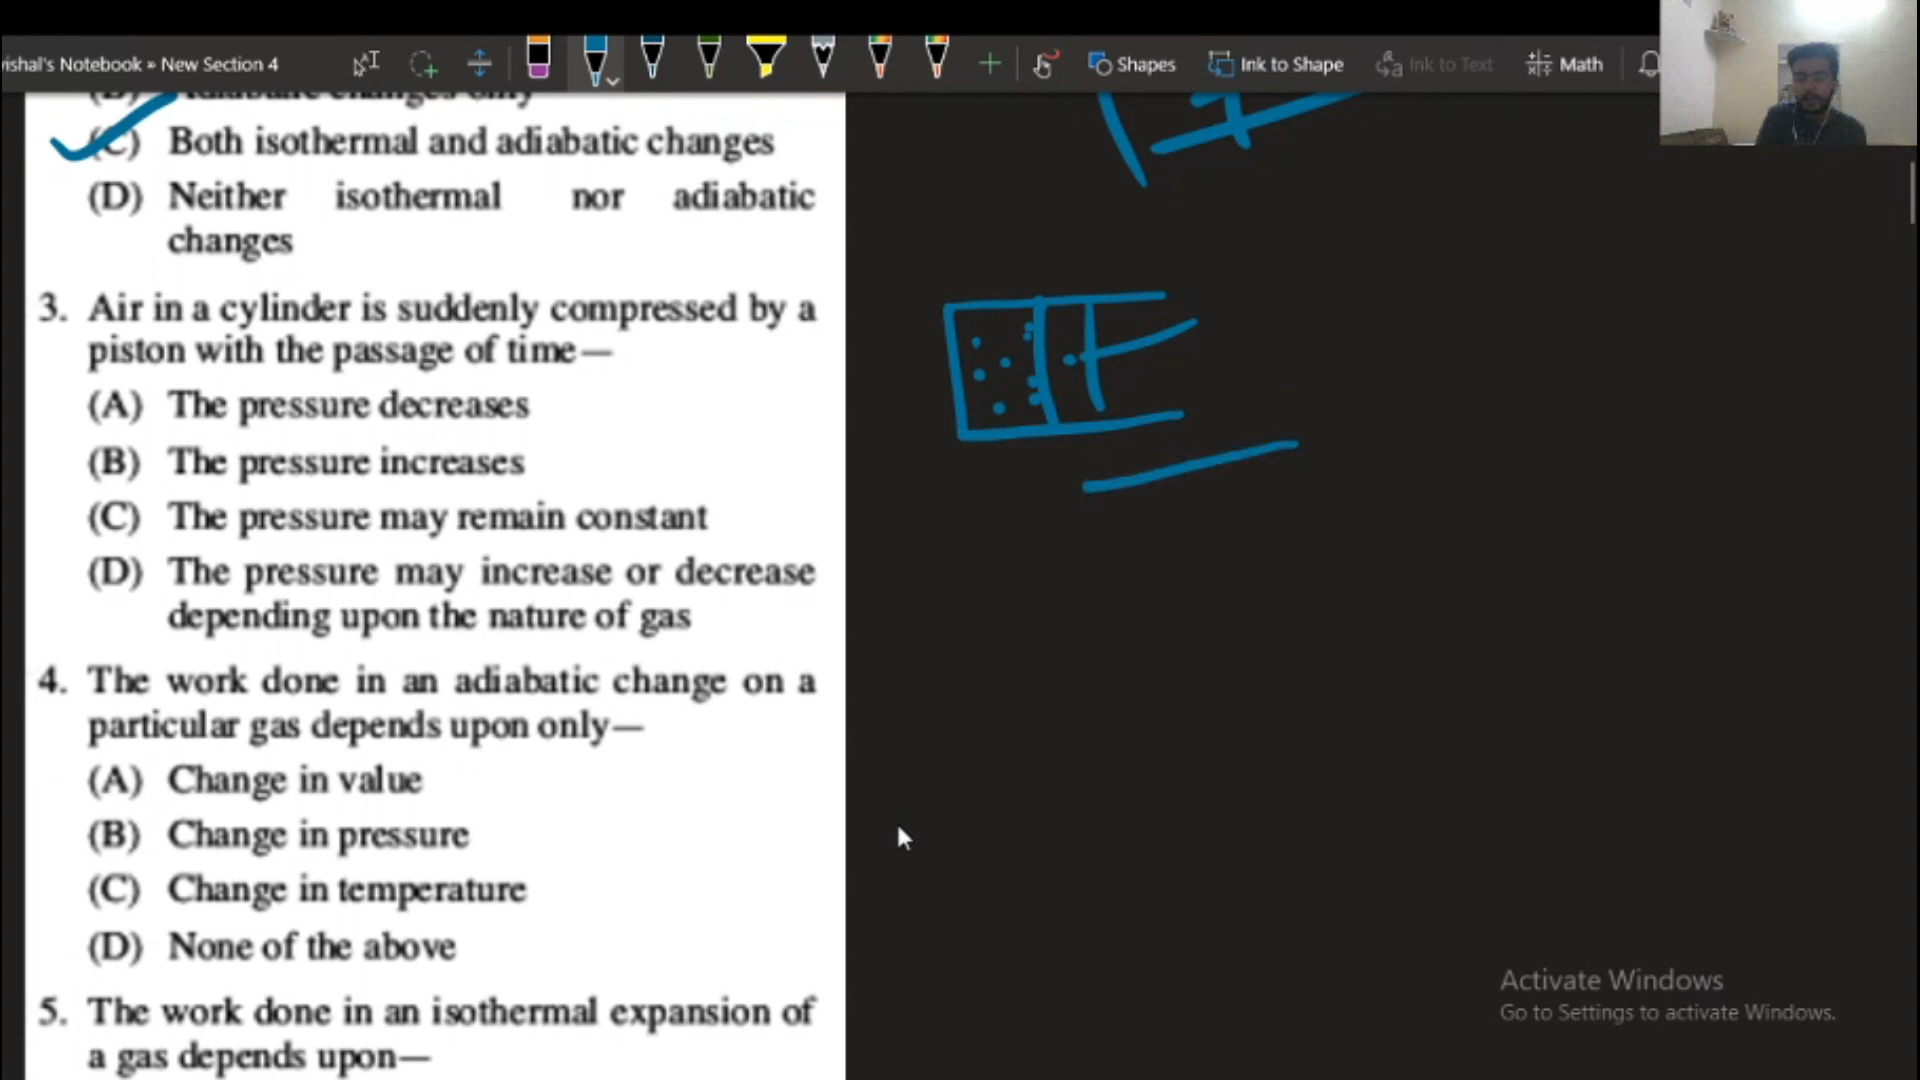 ishal's Notebook » New Section 4
Shapes
Ink to Shape
Ink to Text
Math
(C) Both isothermal and adiabatic changes
(D) Neither isothermal nor adiabatic
changes
3. Air in a cylinder is suddenly compressed by a
piston with the passage of time—
(A) The pressure decreases
(B) The pressure increases
(C) The pressure may remain constant
(D) The pressure may increase or decrease
depending upon the nature of gas
4. The work done in an adiabatic change on a
particular gas depends upon only—
(A) Change in value
(B) Change in pressure
(C) Change in temperature
(D) None of the above
5. The work done in an isothermal expansion of
a gas depends upon—
Activate Windows
Go to Settings to activate Windows.